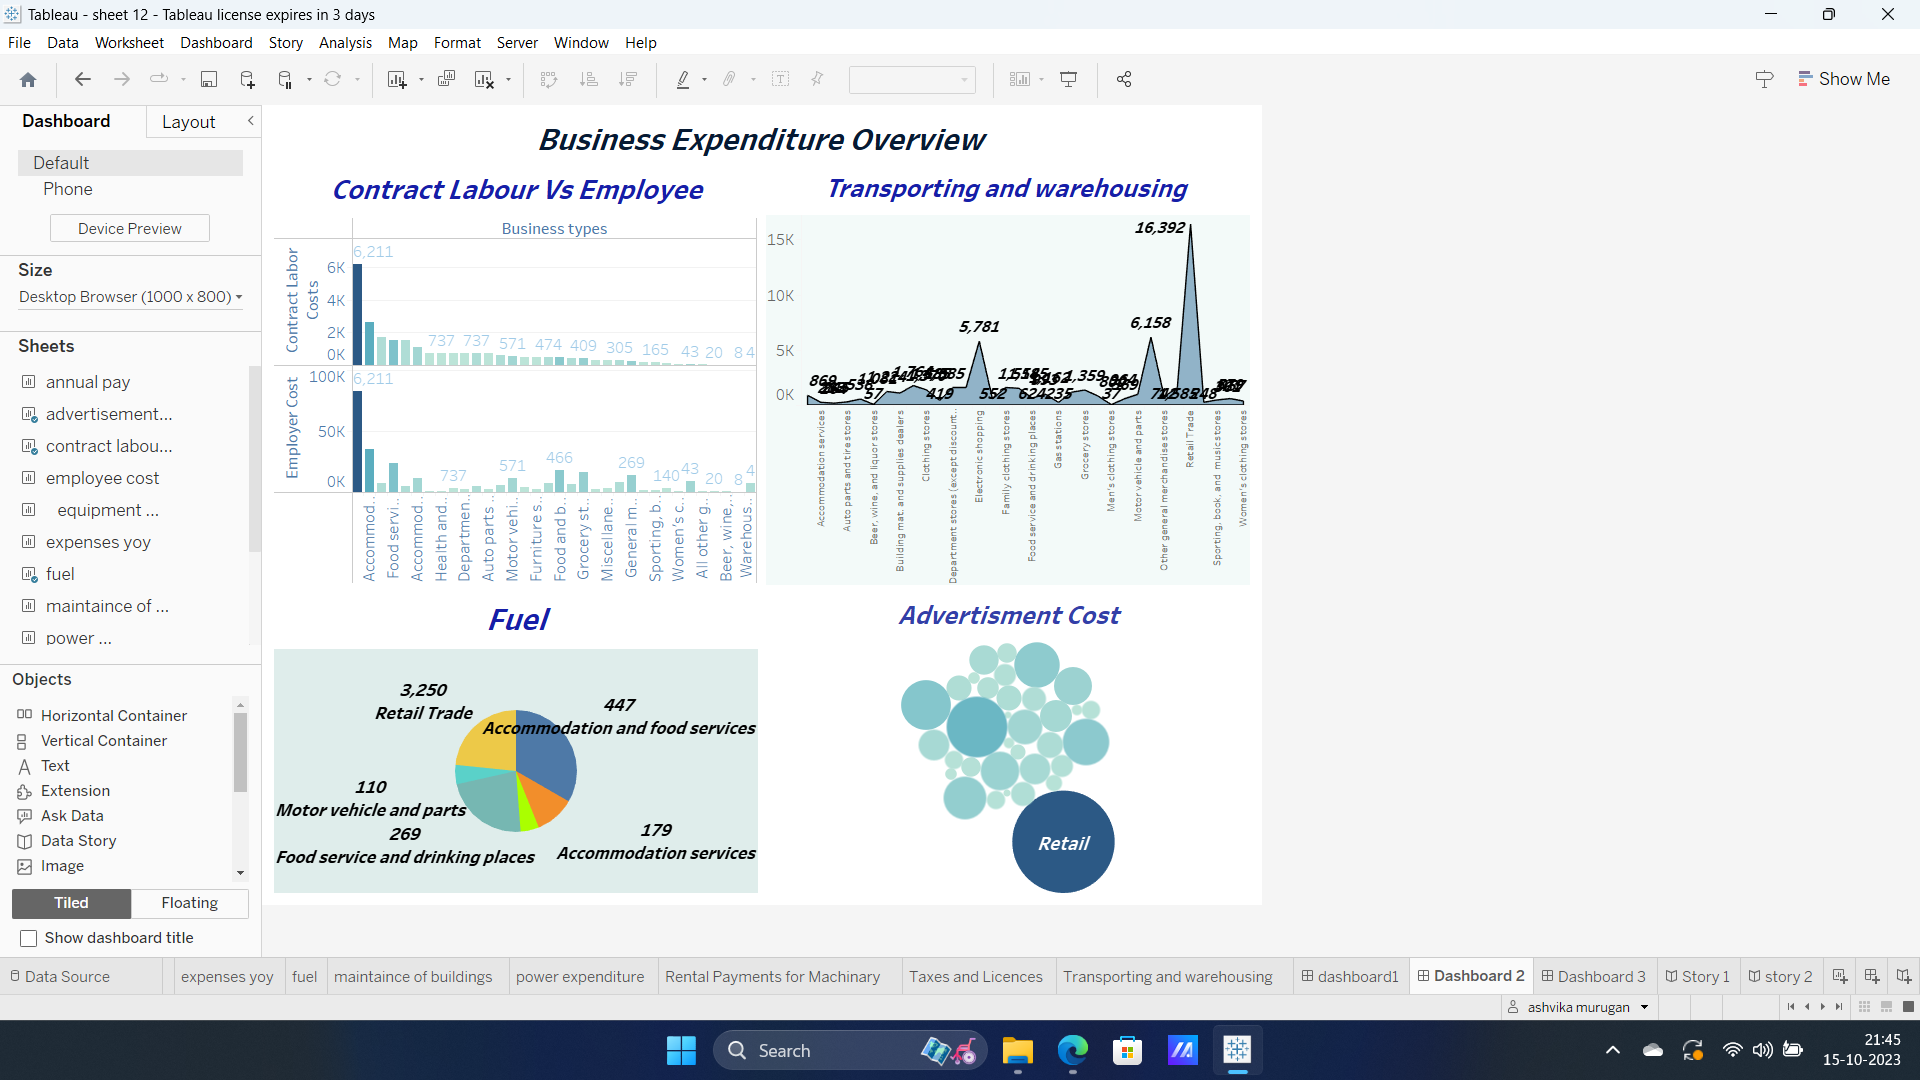 Tableau - sheet 12 - Tableau license expires in 3 days
File Data Worksheet Dashboard Story Analysis Map Format Server Window Help
Show Me
Dashboard
Layout
Default
Phone
Device Preview
Size
Desktop Browser (1000 x 800)
Sheets
annual pay
advertisement...
contract labou...
employee cost
equipment ...
expenses yoy
fuel
maintaince of ...
power ...
Objects
Horizontal Container
Vertical Container
Text
Extension
Ask Data
Data Story
Image
Tiled
Floating
Show dashboard title
Business Expenditure Overview
Contract Labour Vs Employee
Business types
Contract Labor
Costs
6K
4K
2K
0K
6,211
737 737 571 474 409 305 165 43 20 8 4
Employer Cost
100K
50K
0K
6,211
737 571 466 269 140 43 20 8 4
Accommod..
Food servi..
Accommod..
Health and..
Departmen..
Auto parts ..
Motor vehi..
Furniture s..
Food and b..
Grocery st..
Miscellane..
General m..
Sporting, b..
Women's c..
All other g..
Beer, wine,..
Warehous..
Transporting and warehousing
15K
10K
5K
0K
16,392
6,158
5,781
869
57
419
552
624
235
1,359
37
248
Accommodation services
Auto parts and tire stores
Beer, wine, and liquor stores
Building mat. and supplies dealers
Clothing stores
Department stores (except discount..
Electronic shopping
Family clothing stores
Food service and drinking places
Gas stations
Grocery stores
Men's clothing stores
Motor vehicle and parts
Other general merchandise stores
Retail Trade
Sporting, book, and music stores
Women's clothing stores
Fuel
3,250
Retail Trade
447
Accommodation and food services
110
Motor vehicle and parts
269
Food service and drinking places
179
Accommodation services
Advertisment Cost
Retail
Data Source
expenses yoy
fuel
maintaince of buildings
power expenditure
Rental Payments for Machinary
Taxes and Licences
Transporting and warehousing
dashboard1
Dashboard 2
Dashboard 3
Story 1
story 2
ashvika murugan
Search
21:45
15-10-2023